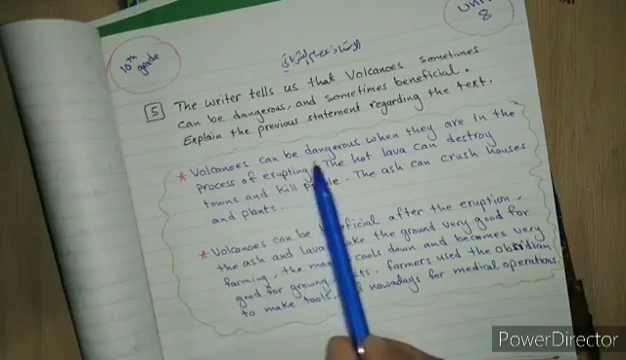 10th grade
Unit 8
5 The writer tells us that Volcanoes sometimes
can be dangerous, and sometimes beneficial.
Explain the previous statement regarding the text.
* Volcanoes can be dangerous when they are in the
process of erupting. The hot lava can destroy
towns and kill. The ash can crush houses
and plants.
* Volcanoes can be beneficial after the eruption,
the ash and lava make the ground very good for
farming, the cools down and becomes very
good for growing. farmers used the obsidian
to make tools, nowadays for medical operations.
PowerDirector